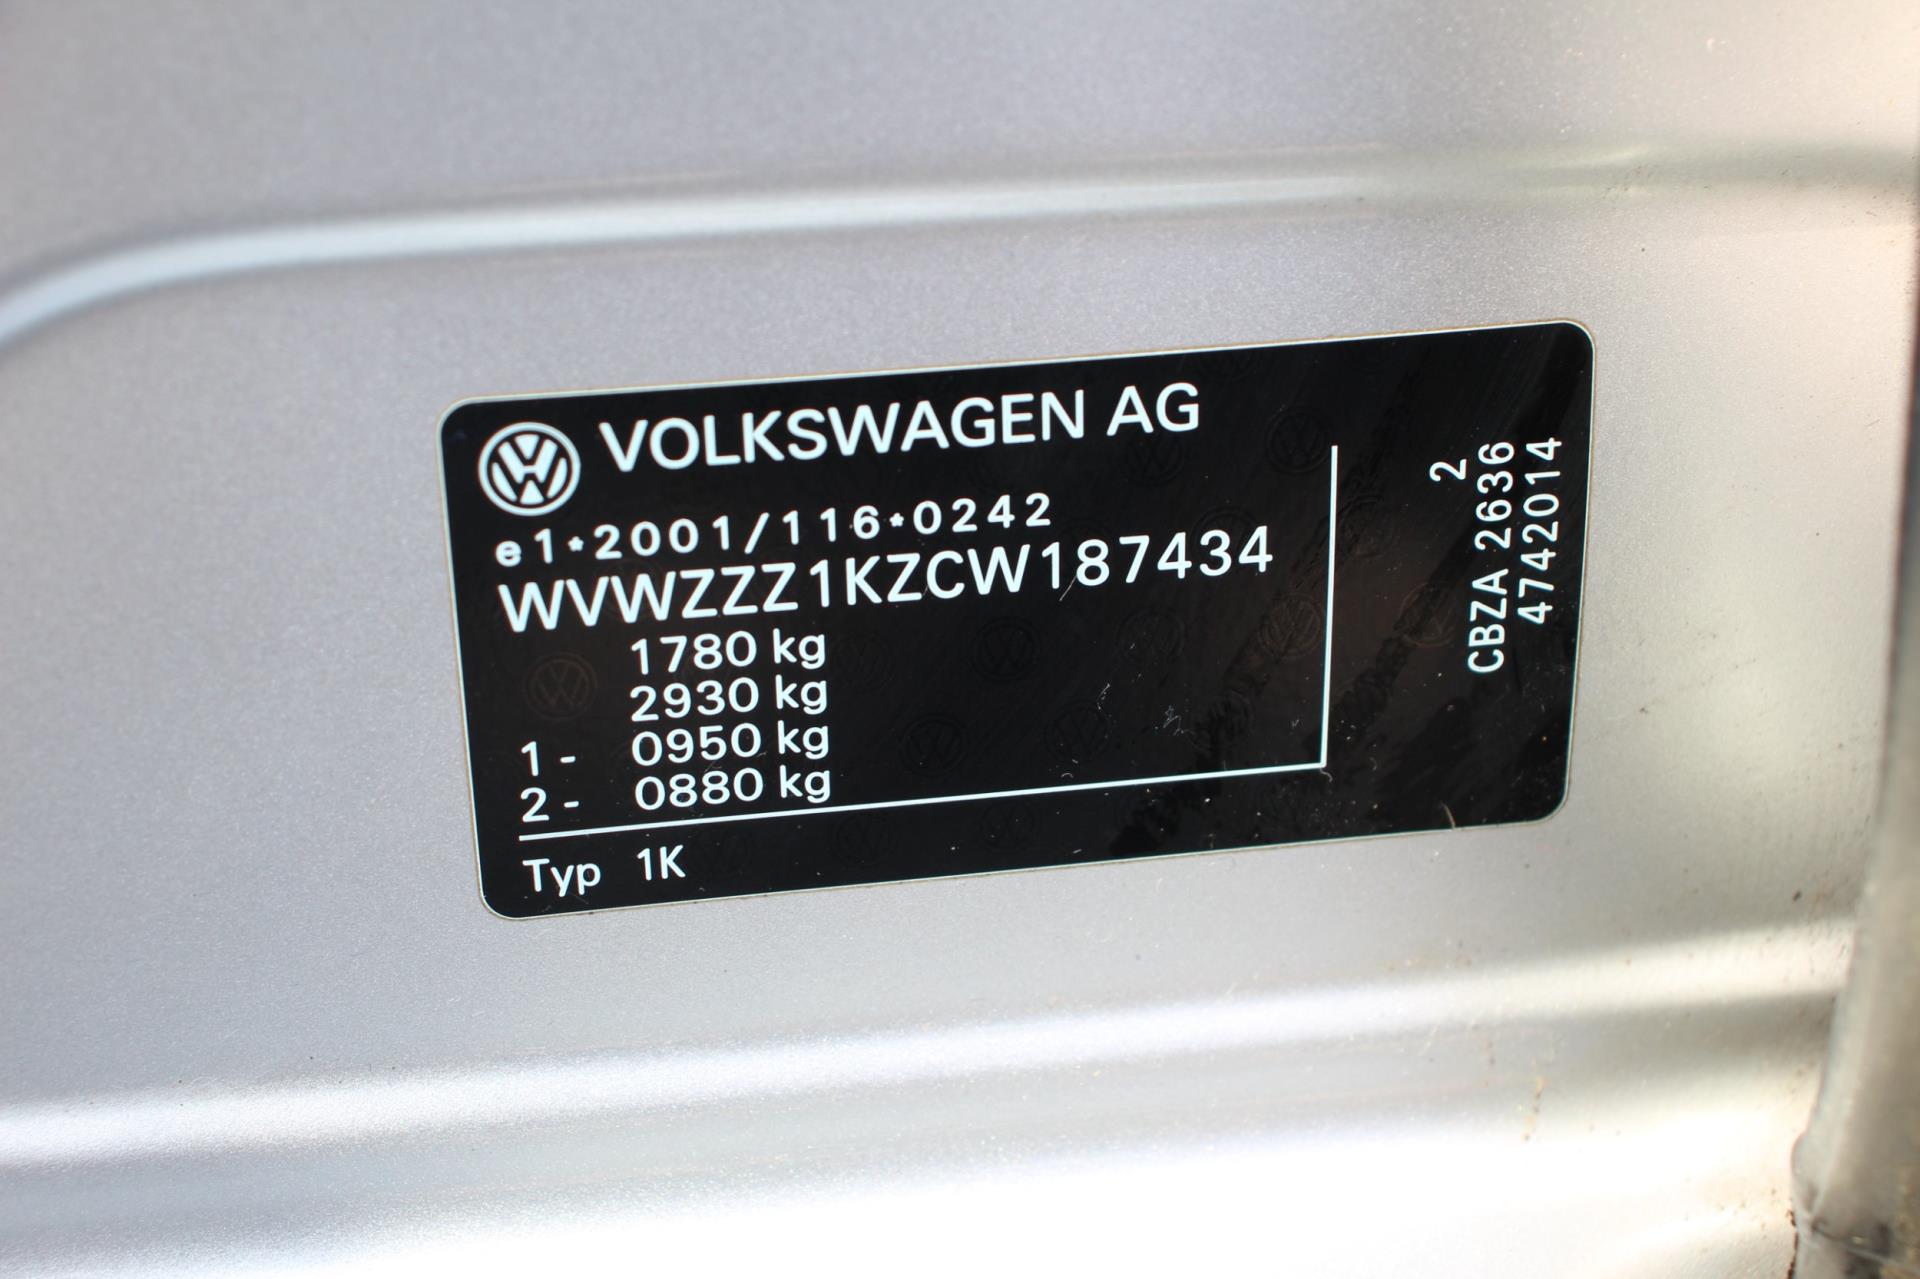 VOLKSWAGEN AG
e1*2001/116*0242
WVWZZZ1KZCW187434
1780 kg
2930 kg
1 - 0950 kg
2 - 0880 kg
Typ 1K
2
CBZA 2636
4742014